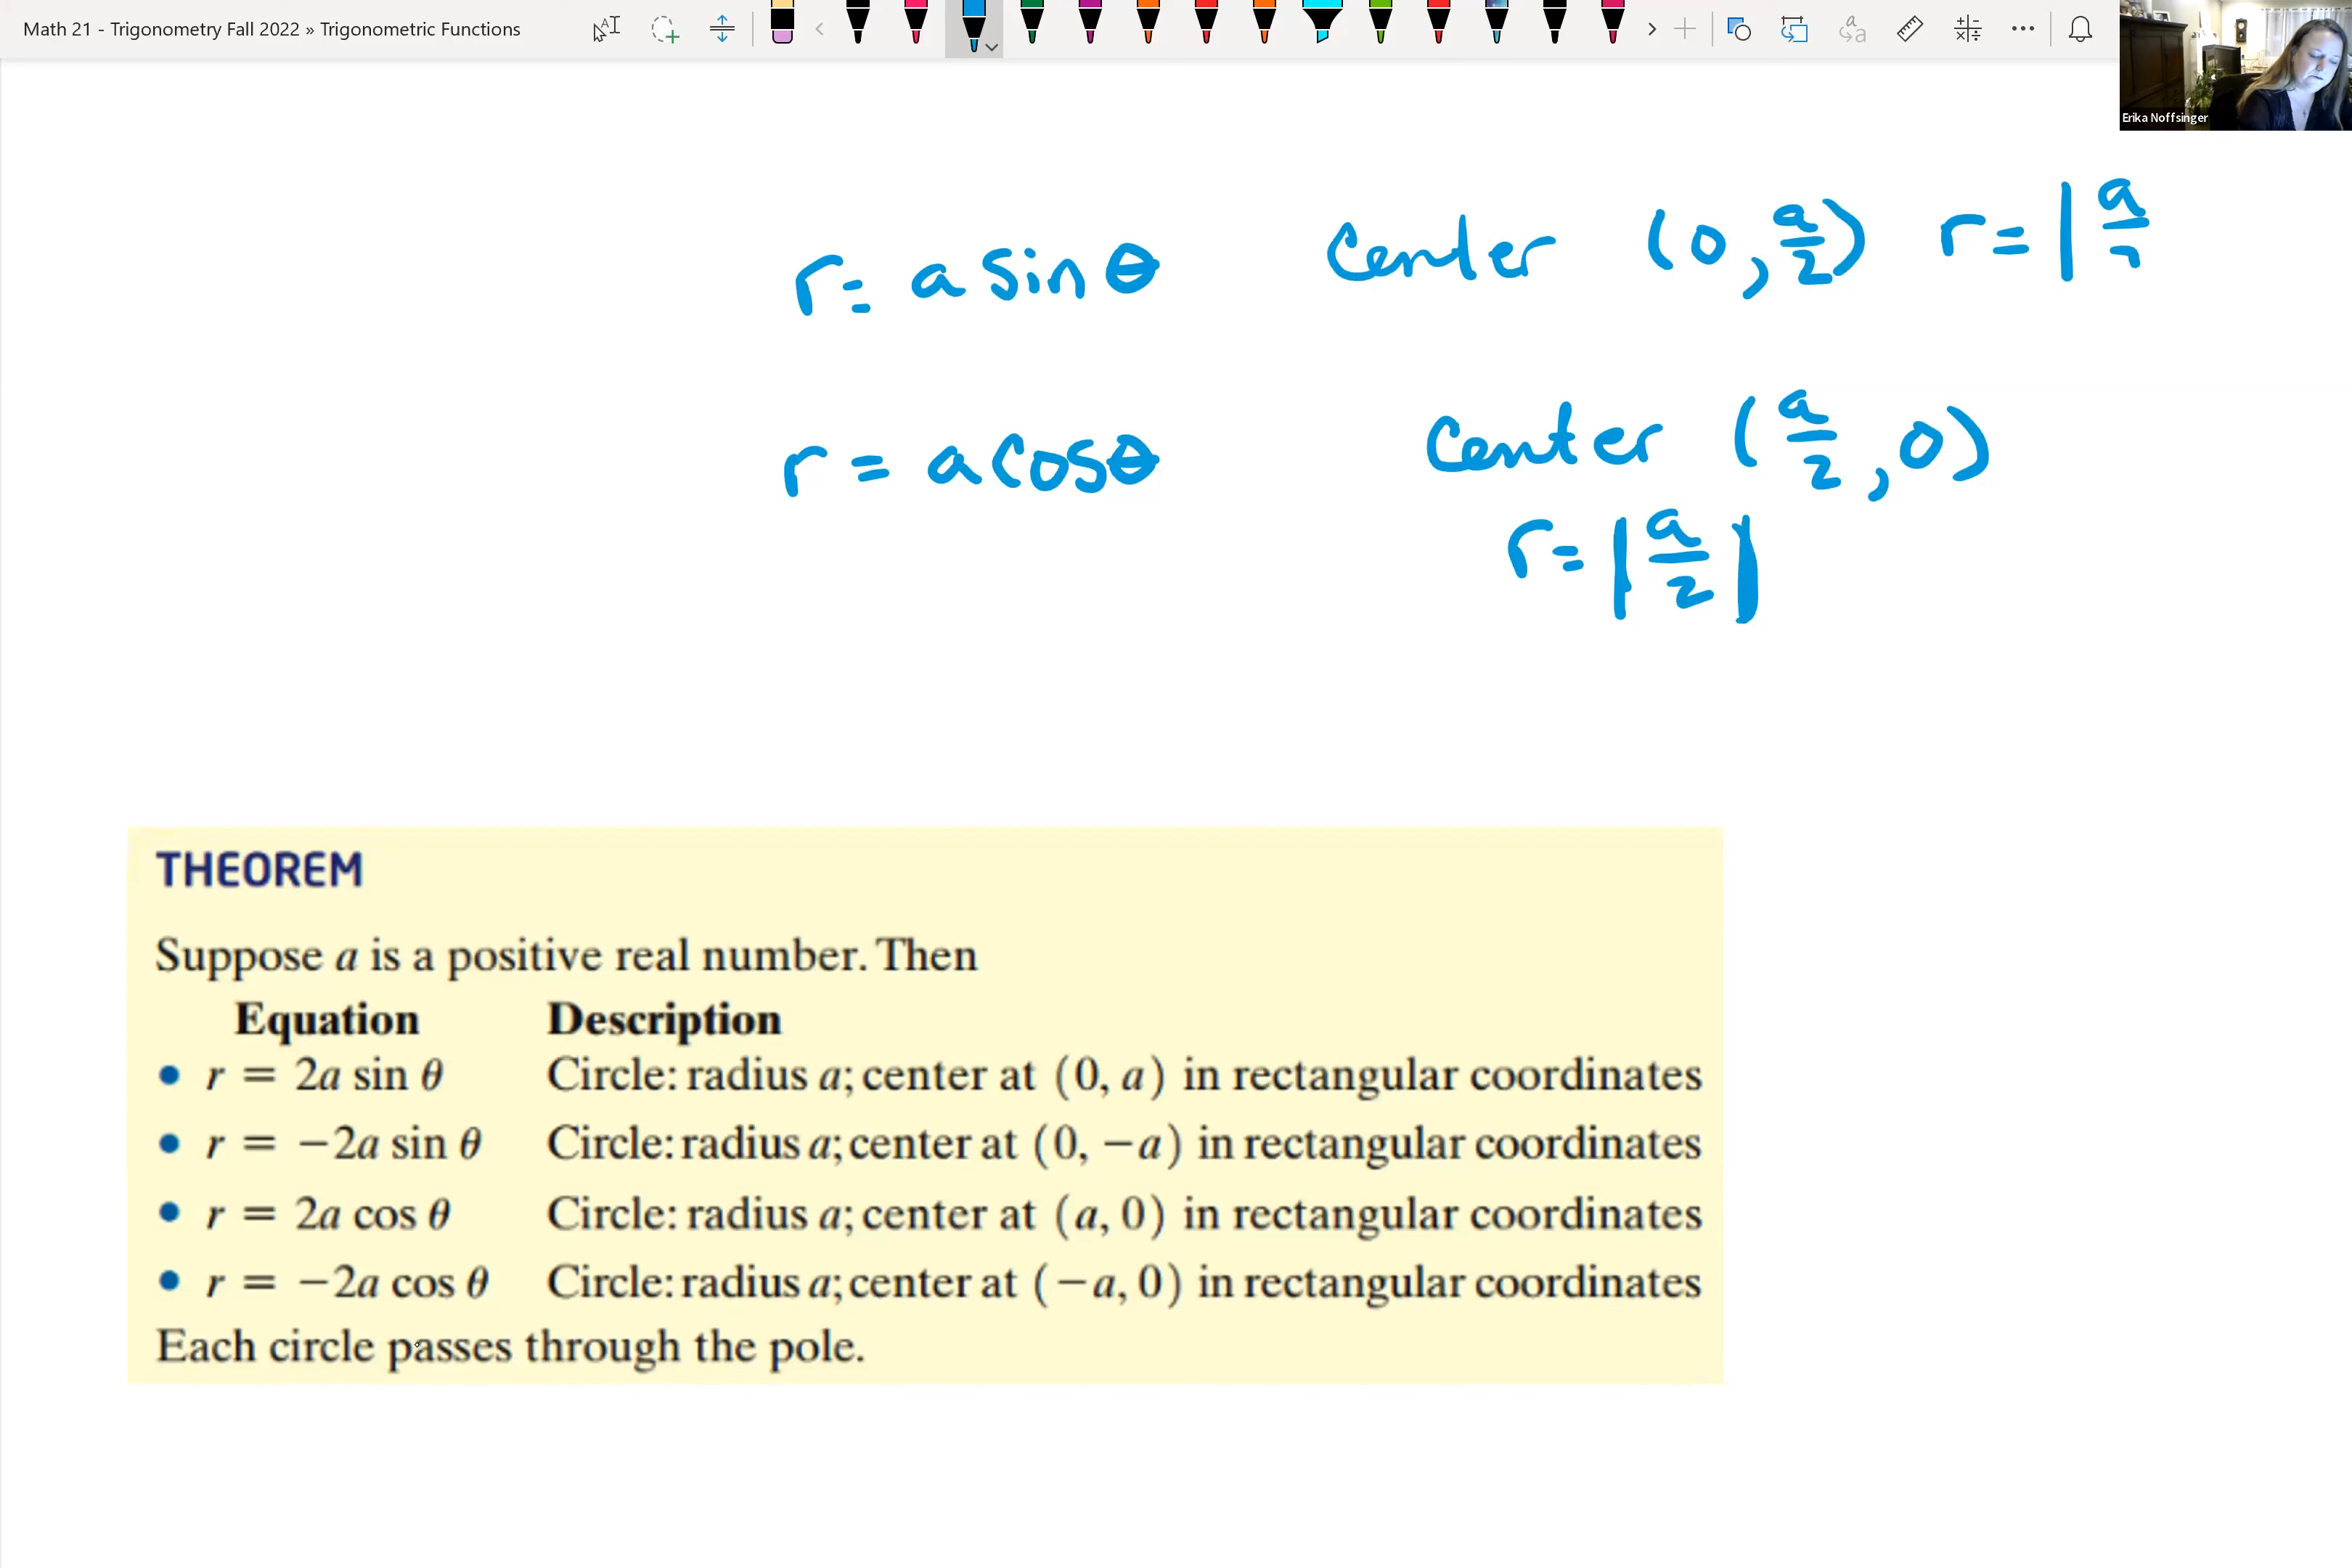 Math 21 - Trigonometry Fall 2022 » Trigonometric Functions
Erika Noffsinger
r = a sin θ center (0, a/2) r = |a/2
r = a cos θ center (a/2, 0)
r = |a/2|
THEOREM
Suppose a is a positive real number. Then
Equation Description
• r = 2a sin θ Circle: radius a; center at (0, a) in rectangular coordinates
• r = −2a sin θ Circle: radius a; center at (0, −a) in rectangular coordinates
• r = 2a cos θ Circle: radius a; center at (a, 0) in rectangular coordinates
• r = −2a cos θ Circle: radius a; center at (−a, 0) in rectangular coordinates
Each circle passes through the pole.